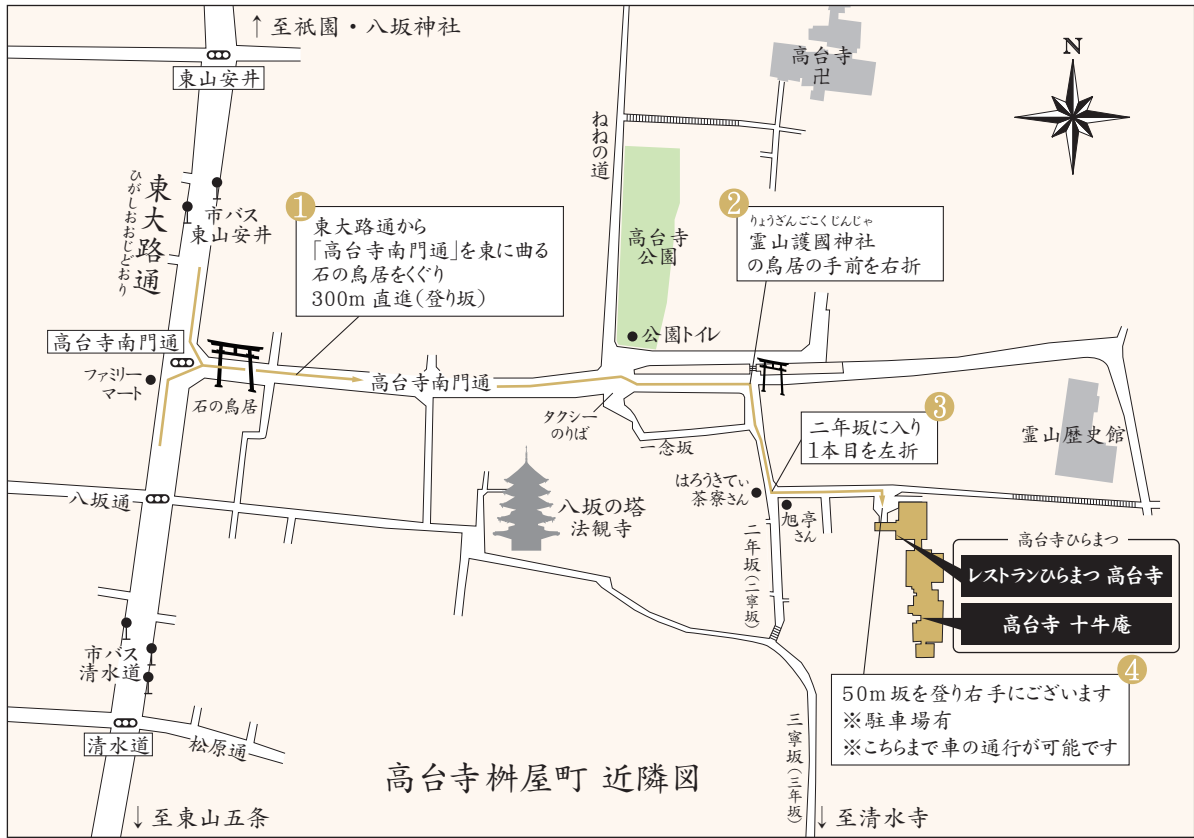 ↑至祇園・八坂神社
東山安井
高台寺
卍
N
ねねの道
東大路通
ひがしおおじどおり
市バス
東山安井
1
東大路通から
「高台寺南門通」を東に曲る
石の鳥居をくぐり
300m 直進(登り坂)
高台寺
公園
2
りょうざんごこくじんじゃ
霊山護國神社
の鳥居の手前を右折
公園トイレ
高台寺南門通
ファミリー
マート
石の鳥居
高台寺南門通
タクシー
のりば
一念坂
3
二年坂に入り
1本目を左折
霊山歴史館
八坂通
八坂の塔
法観寺
はろうきてぃ
茶寮さん
旭亭
さん
二年坂(二寧坂)
高台寺ひらまつ
レストランひらまつ 高台寺
高台寺 十牛庵
市バス
清水道
4
50m坂を登り右手にございます
※駐車場有
※こちらまで車の通行が可能です
清水道
松原通
三寧坂(三年坂)
高台寺桝屋町 近隣図
↓至東山五条
↓至清水寺